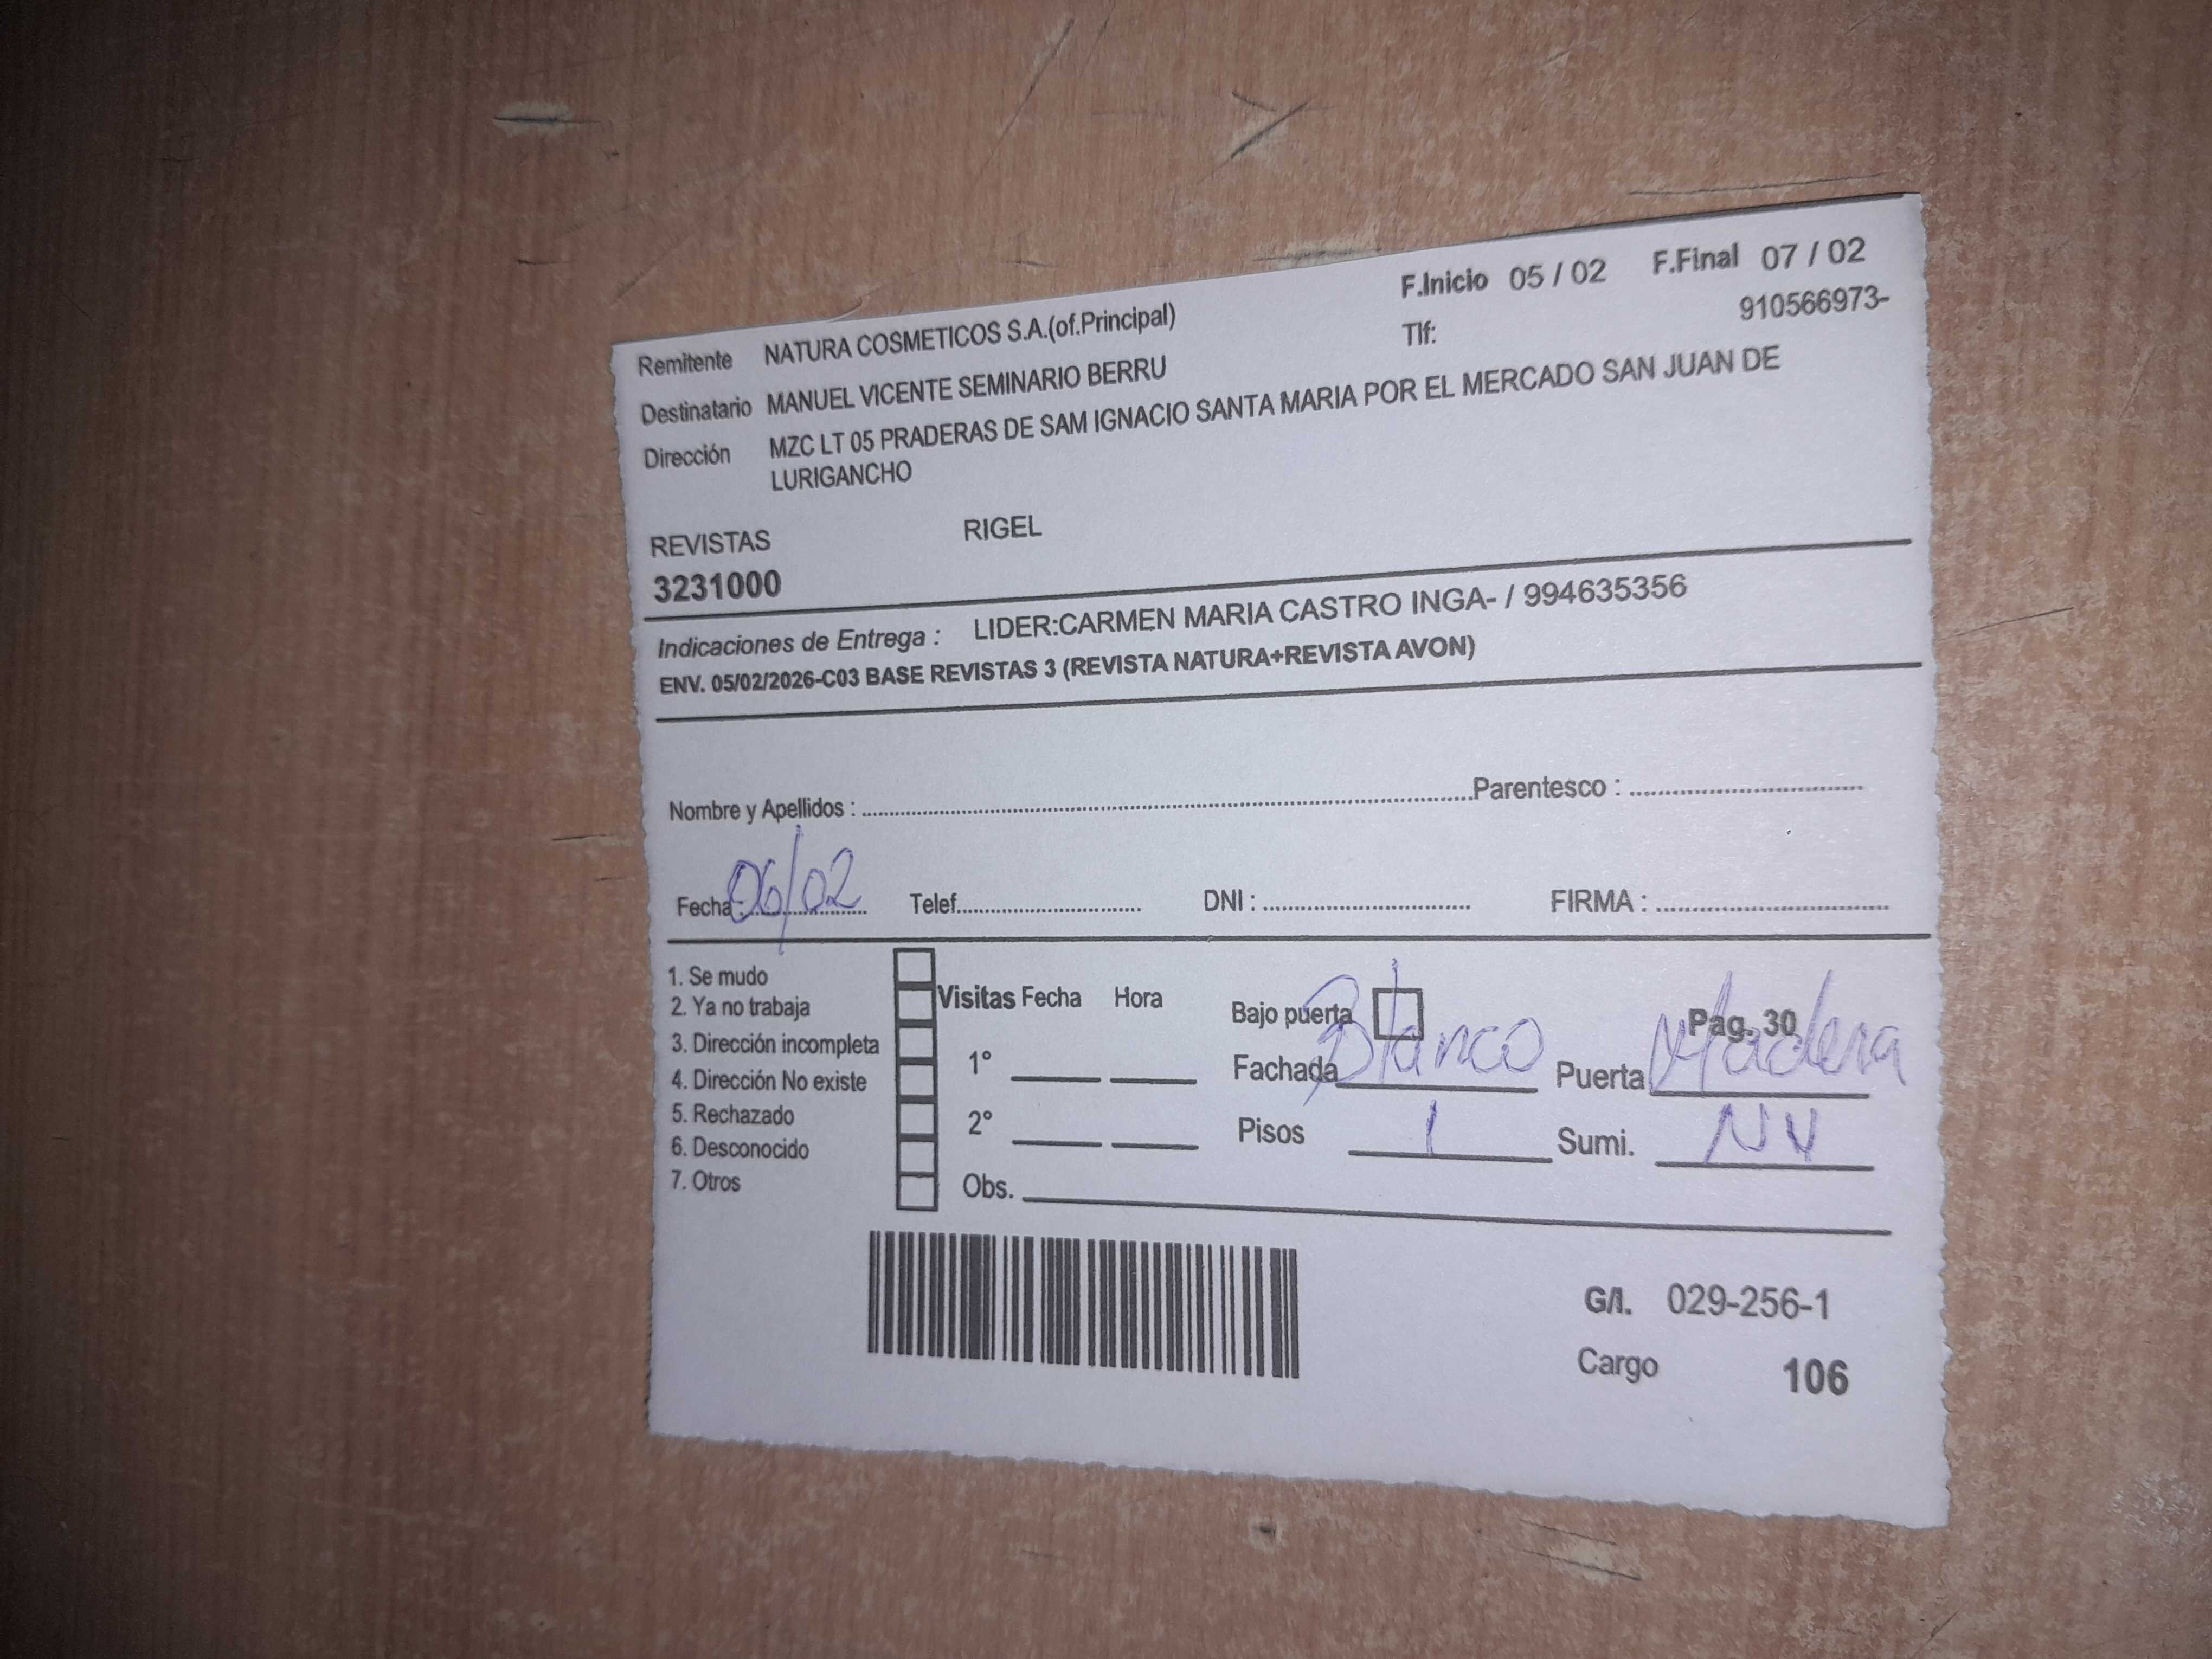 F.Inicio 05 / 02 F.Final 07 / 02
Remitente NATURA COSMETICOS S.A.(of.Principal) Tlf: 910566973-
Destinatario MANUEL VICENTE SEMINARIO BERRU
Dirección MZC LT 05 PRADERAS DE SAM IGNACIO SANTA MARIA POR EL MERCADO SAN JUAN DE
LURIGANCHO
REVISTAS RIGEL
3231000
Indicaciones de Entrega : LIDER:CARMEN MARIA CASTRO INGA- / 994635356
ENV. 05/02/2026-C03 BASE REVISTAS 3 (REVISTA NATURA+REVISTA AVON)
Nombre y Apellidos : Parentesco :
Fecha : 06/02 Telef. DNI : FIRMA :
1. Se mudo
2. Ya no trabaja
3. Dirección incompleta
4. Dirección No existe
5. Rechazado
6. Desconocido
7. Otros
Visitas Fecha Hora
1°
2°
Obs.
Bajo puerta Pag. 30
Fachada Blanco Puerta Madera
Pisos 1 Sumi.
G/I. 029-256-1
Cargo 106